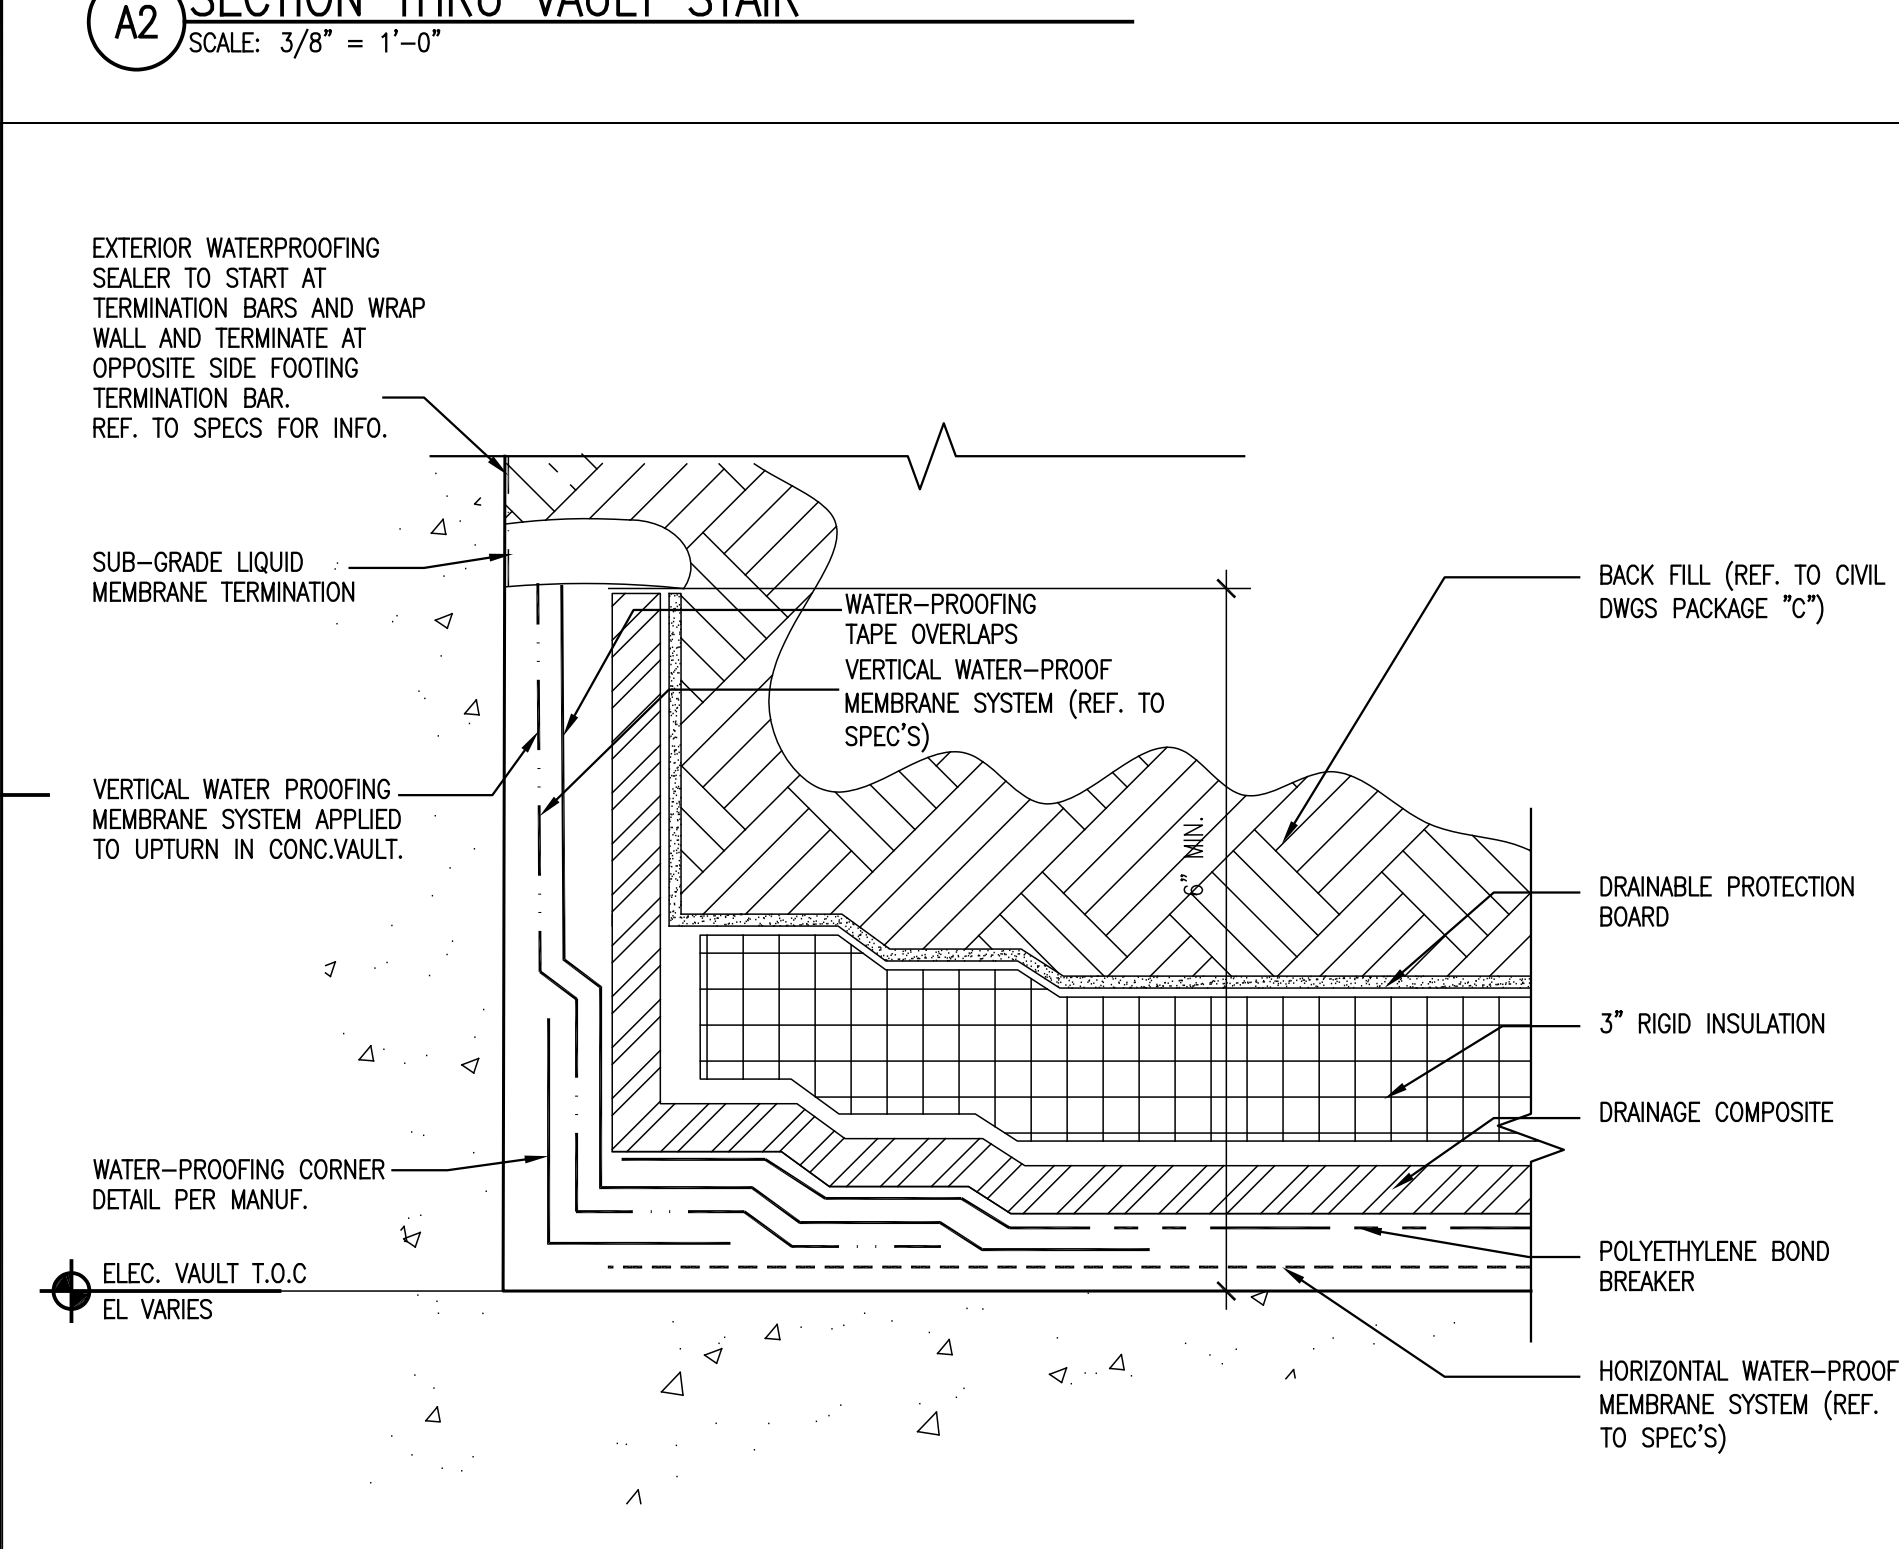 A2
SECTION THRU VAULT STAIR
SCALE: 3/8" = 1'-0"
EXTERIOR WATERPROOFING
SEALER TO START AT
TERMINATION BARS AND WRAP
WALL AND TERMINATE AT
OPPOSITE SIDE FOOTING
TERMINATION BAR.
REF. TO SPECS FOR INFO.
SUB-GRADE LIQUID
MEMBRANE TERMINATION
VERTICAL WATER PROOFING
MEMBRANE SYSTEM APPLIED
TO UPTURN IN CONC.VAULT.
WATER-PROOFING CORNER
DETAIL PER MANUF.
ELEC. VAULT T.O.C
EL VARIES
WATER-PROOFING
TAPE OVERLAPS
VERTICAL WATER-PROOF
MEMBRANE SYSTEM (REF. TO
SPEC'S)
6" MIN.
BACK FILL (REF. TO CIVIL
DWGS PACKAGE "C")
DRAINABLE PROTECTION
BOARD
3" RIGID INSULATION
DRAINAGE COMPOSITE
POLYETHYLENE BOND
BREAKER
HORIZONTAL WATER-PROOF
MEMBRANE SYSTEM (REF.
TO SPEC'S)